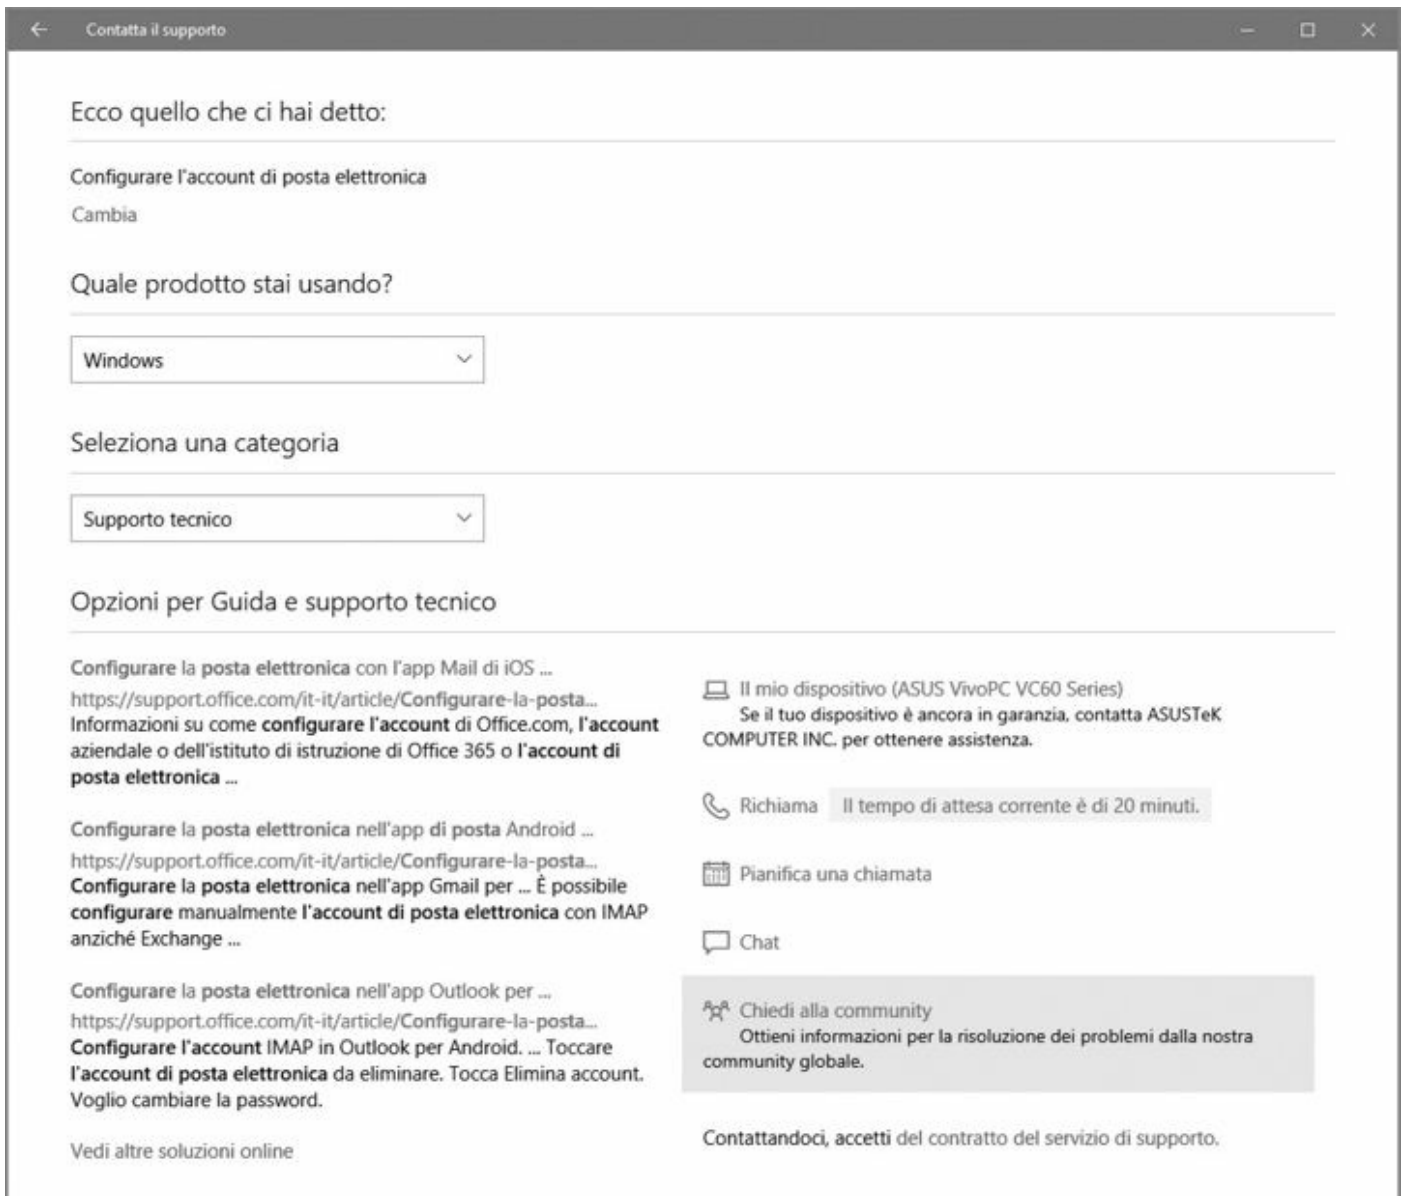 Contatta il supporto
Ecco quello che ci hai detto:
Configurare l'account di posta elettronica
Cambia
Quale prodotto stai usando?
Windows
Seleziona una categoria
Supporto tecnico
Opzioni per Guida e supporto tecnico
Configurare la posta elettronica con l'app Mail di iOS ...
https://support.office.com/it-it/article/Configurare-la-posta...
Informazioni su come configurare l'account di Office.com, l'account
aziendale o dell'istituto di istruzione di Office 365 o l'account di
posta elettronica ...
Configurare la posta elettronica nell'app di posta Android ...
https://support.office.com/it-it/article/Configurare-la-posta...
Configurare la posta elettronica nell'app Gmail per ... È possibile
configurare manualmente l'account di posta elettronica con IMAP
anziché Exchange ...
Configurare la posta elettronica nell'app Outlook per ...
https://support.office.com/it-it/article/Configurare-la-posta...
Configurare l'account IMAP in Outlook per Android. ... Toccare
l'account di posta elettronica da eliminare. Tocca Elimina account.
Voglio cambiare la password.
Vedi altre soluzioni online
Il mio dispositivo (ASUS VivoPC VC60 Series)
Se il tuo dispositivo è ancora in garanzia, contatta ASUSTeK
COMPUTER INC. per ottenere assistenza.
Richiama Il tempo di attesa corrente è di 20 minuti.
Pianifica una chiamata
Chat
Chiedi alla community
Ottieni informazioni per la risoluzione dei problemi dalla nostra
community globale.
Contattandoci, accetti del contratto del servizio di supporto.